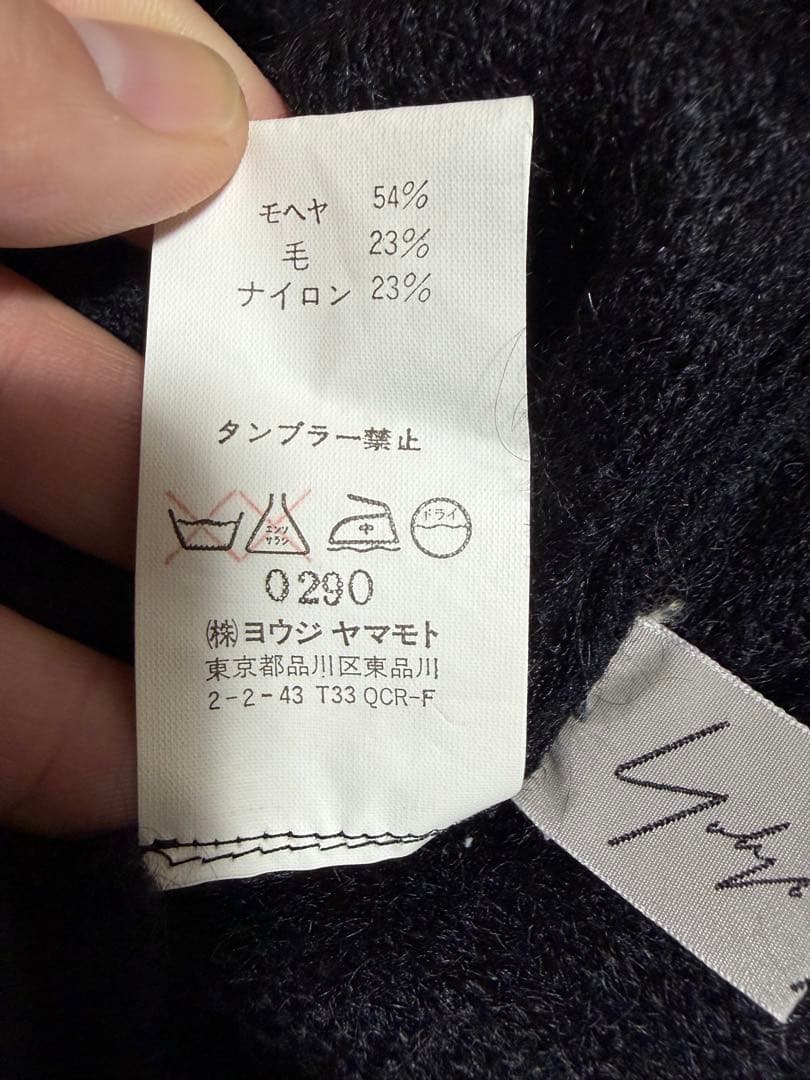 モヘヤ 54%
毛 23%
ナイロン 23%
タンブラー禁止
エンソ
サラシ
中
ドライ
0290
㈱ヨウジ ヤマモト
東京都品川区東品川
2-2-43 T33 QCR-F